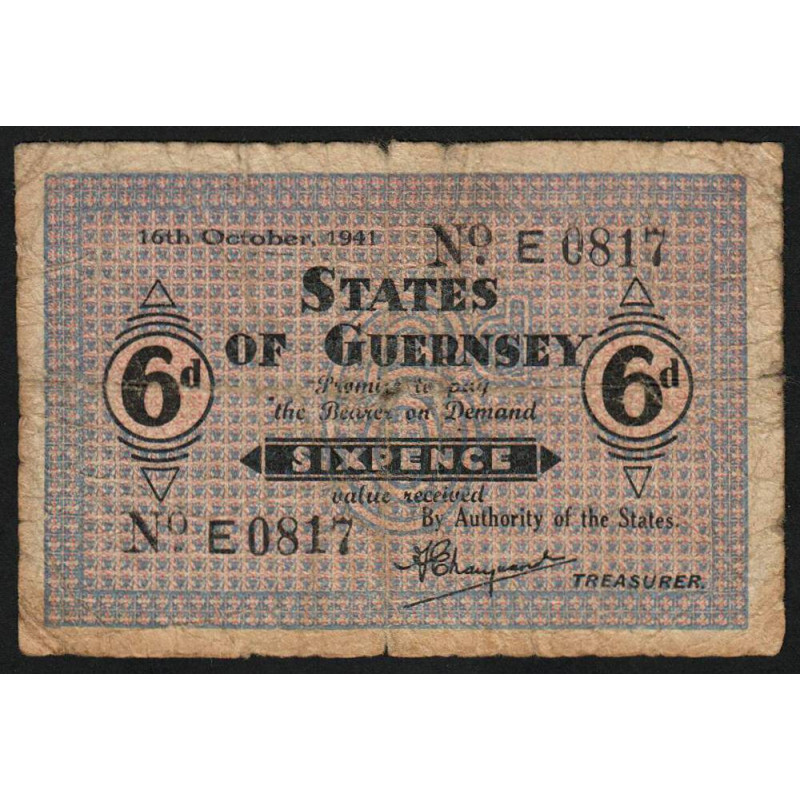 16th October, 1941
No. E 0817
STATES
OF GUERNSEY
6d
6d
Promise to pay
the Bearer on Demand
SIXPENCE
value received
By Authority of the States.
No E 0817
TREASURER.